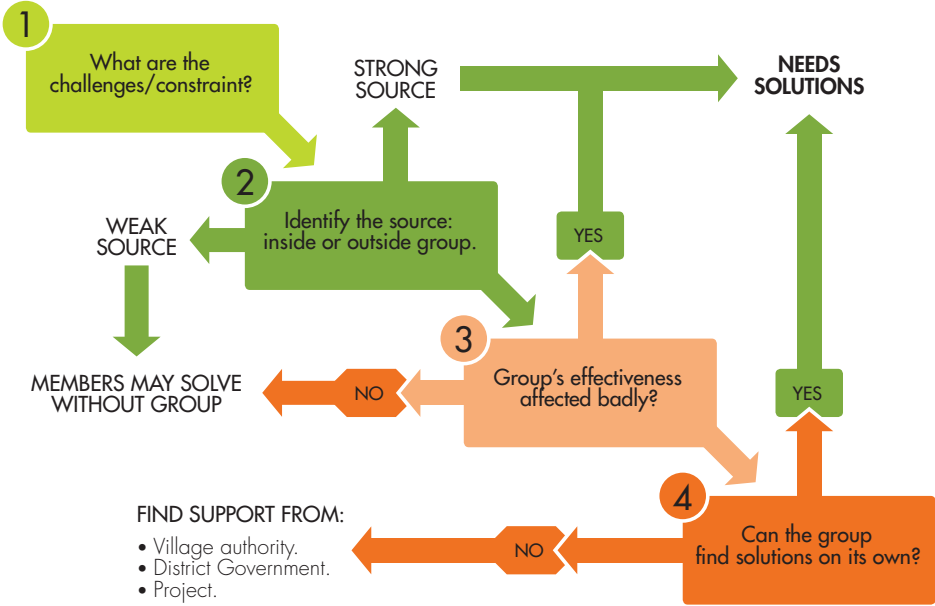 1
What are the
challenges/constraint?
STRONG
SOURCE
NEEDS
SOLUTIONS
2
Identify the source:
inside or outside group.
WEAK
SOURCE
YES
3
Group's effectiveness
affected badly?
MEMBERS MAY SOLVE
WITHOUT GROUP
NO
YES
4
Can the group
find solutions on its own?
NO
FIND SUPPORT FROM:
• Village authority.
• District Government.
• Project.